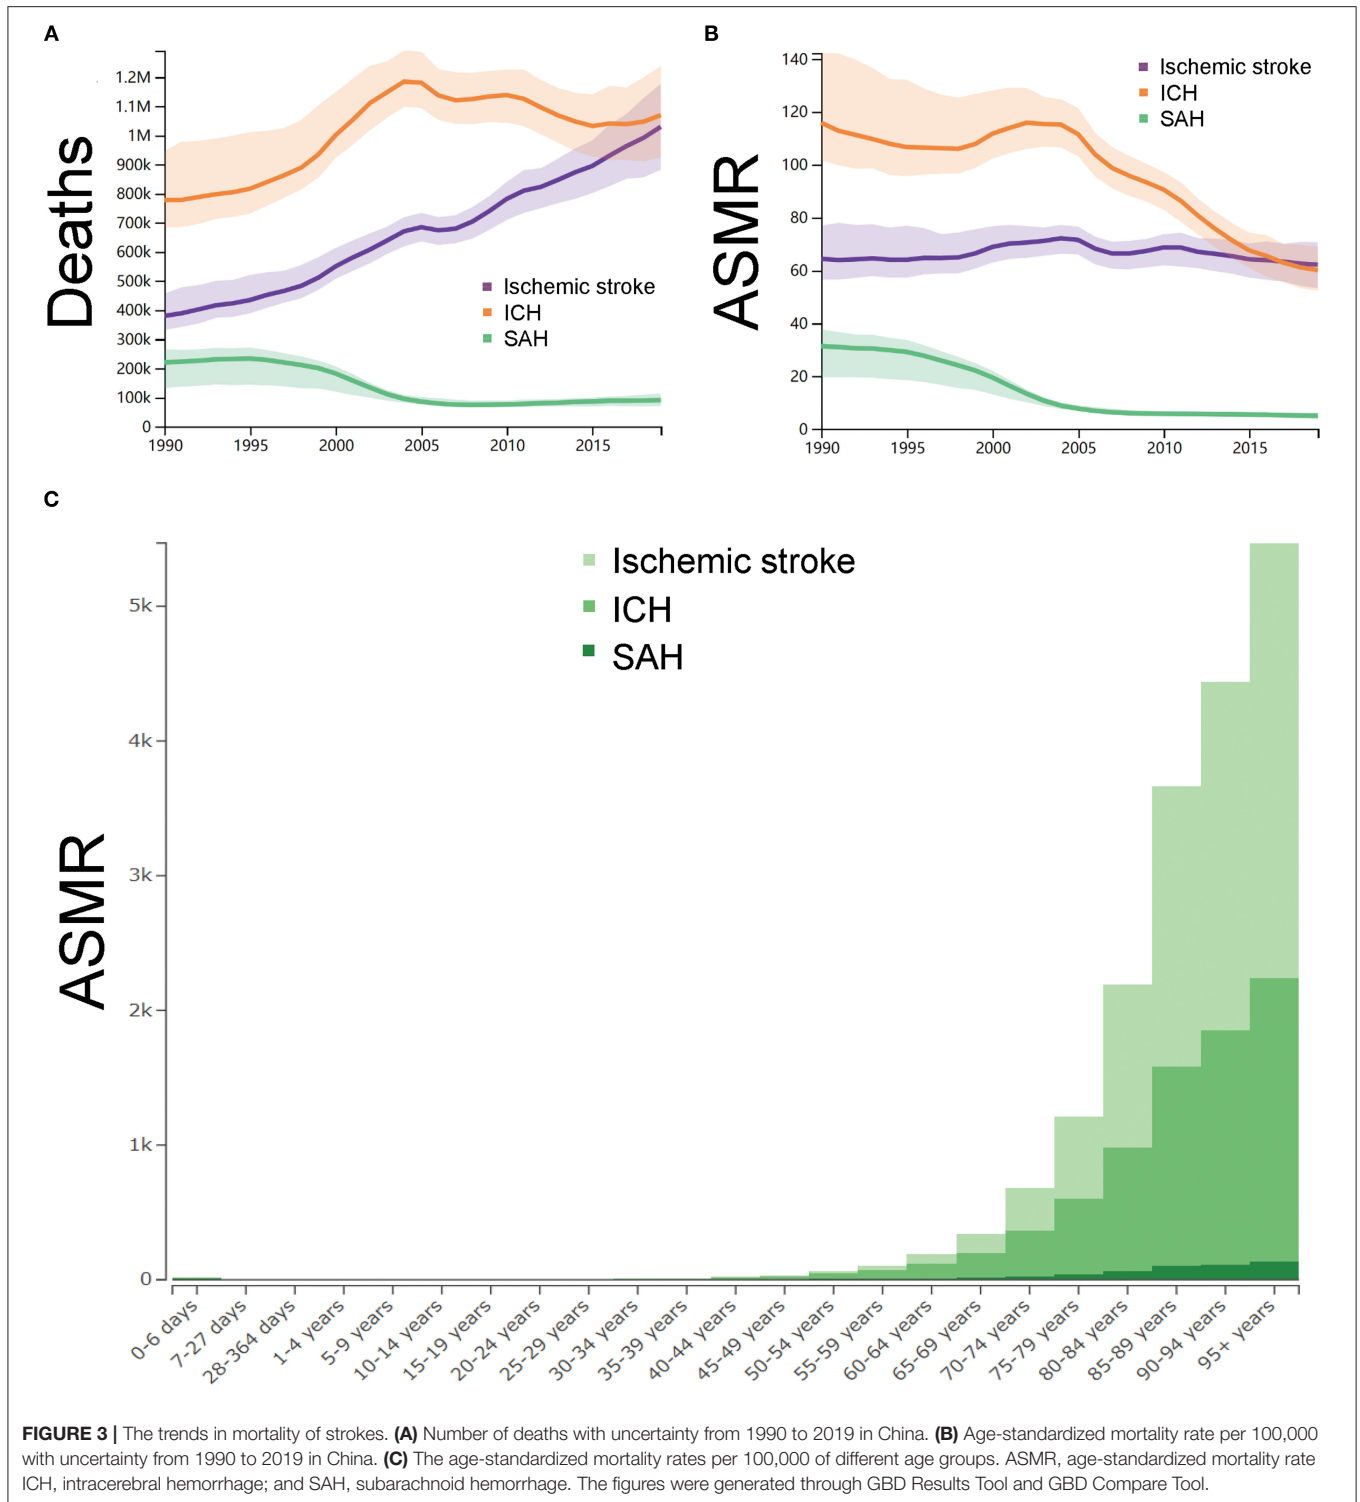 A
Deaths
1.2M
1.1M
1M
900k
800k
700k
600k
500k
400k
300k
200k
100k
0
1990
1995
2000
2005
2010
2015
Ischemic stroke
ICH
SAH
B
ASMR
140
120
100
80
60
40
20
0
1990
1995
2000
2005
2010
2015
Ischemic stroke
ICH
SAH
C
ASMR
5k
4k
3k
2k
1k
0
Ischemic stroke
ICH
SAH
0-6 days
7-27 days
28-364 days
1-4 years
5-9 years
10-14 years
15-19 years
20-24 years
25-29 years
30-34 years
35-39 years
40-44 years
45-49 years
50-54 years
55-59 years
60-64 years
65-69 years
70-74 years
75-79 years
80-84 years
85-89 years
90-94 years
95+ years
FIGURE 3 | The trends in mortality of strokes. (A) Number of deaths with uncertainty from 1990 to 2019 in China. (B) Age-standardized mortality rate per 100,000
with uncertainty from 1990 to 2019 in China. (C) The age-standardized mortality rates per 100,000 of different age groups. ASMR, age-standardized mortality rate
ICH, intracerebral hemorrhage; and SAH, subarachnoid hemorrhage. The figures were generated through GBD Results Tool and GBD Compare Tool.